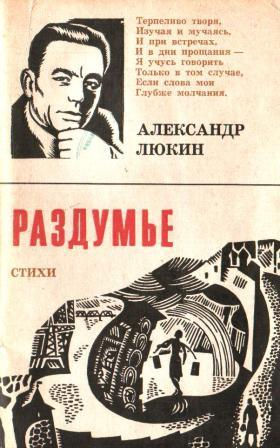 Терпеливо творя,
Изучая и мучаясь,
И при встречах,
И в дни прощания —
Я учусь говорить
Только в том случае,
Если слова мои
Глубже молчания.
АЛЕКСАНДР
ЛЮКИН
РАЗДУМЬЕ
СТИХИ